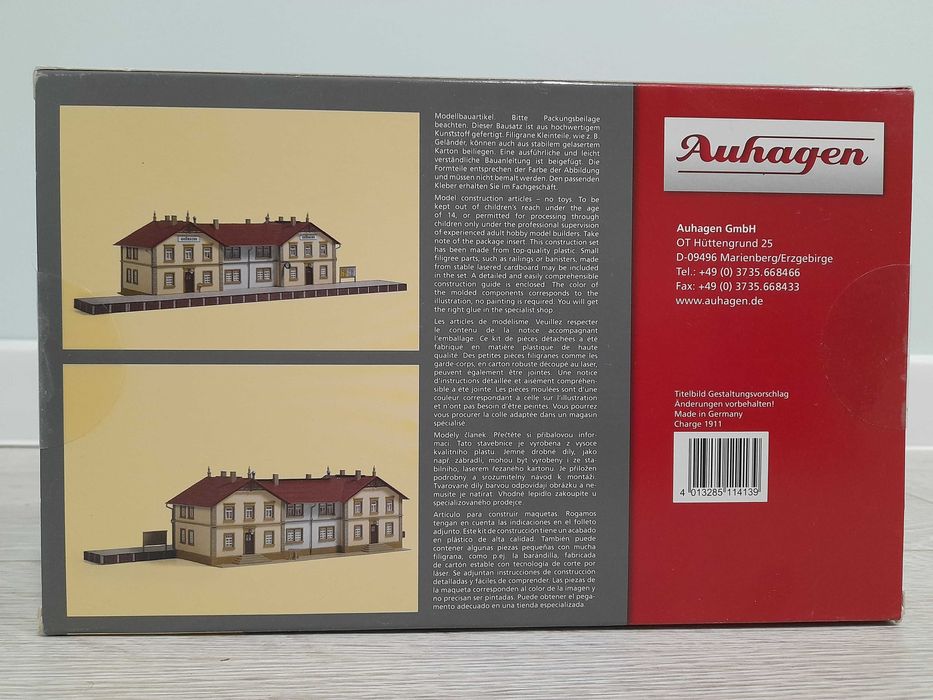 Modellbauartikel. Bitte Packungsbeilage
beachten. Dieser Bausatz ist aus hochwertigem
Kunststoff gefertigt. Filigrane Kleinteile, wie z. B.
Geländer, können auch aus stabilem gelasertem
Karton beiliegen. Eine ausführliche und leicht
verständliche Bauanleitung ist beigefügt. Die
Formteile entsprechen der Farbe der Abbildung
und müssen nicht bemalt werden. Den passenden
Kleber erhalten Sie im Fachgeschäft.
Model construction articles – no toys. To be
kept out of children's reach under the age
of 14, or permitted for processing through
children only under the professional supervision
of experienced adult hobby model builders. Take
note of the package insert. This construction set
has been made from top-quality plastic. Small
filigree parts, such as railings or banisters, made
from stable lasered cardboard may be included
in the set. A detailed and easily comprehensible
construction guide is enclosed. The color of
the molded components corresponds to the
illustration, no painting is required. You will get
the right glue in the specialist shop.
Les articles de modélisme. Veuillez respecter
le contenu de la notice accompagnant
l'emballage. Ce kit de pièces détachées a été
fabriqué en matière plastique de haute
qualité. Des petites pièces filigranes comme les
garde-corps, en carton robuste découpé au laser,
peuvent également être jointes. Une notice
d'instructions détaillée et aisément compréhen-
sible a été jointe. Les pièces moulées sont d'une
couleur correspondant à celle sur l'illustration
et n'ont pas besoin d'être peintes. Vous pourrez
vous procurer la colle adaptée dans un magasin
spécialisé.
Modely článek. Přečtěte si přibalovou infor-
maci. Tato stavebnice je vyrobena z vysoce
kvalitního plastu. Jemné drobné díly, jako
např. zábradlí, mohou být vyrobeny i ze sta-
bilního, laserem řezaného kartonu. Je přiložen
podrobný a srozumitelný návod k montáži.
Tvarované díly barvou odpovídají obrázku a ne-
musíte je natírat. Vhodné lepidlo zakoupíte u
specializovaného prodejce.
Artículo para construir maquetas. Rogamos
tengan en cuenta las indicaciones en el folleto
adjunto. Este kit de construcción tiene un acabado
en plástico de alta calidad. También puede
contener algunas piezas pequeñas con mucha
filigrana, como p.ej. la barandilla, fabricada
de cartón estable con tecnología de corte por
láser. Se adjuntan instrucciones de construcción
detalladas y fáciles de comprender. Las piezas de
la maqueta corresponden al color de la imagen y
no precisan ser pintadas. Puede obtener el pega-
mento adecuado en una tienda especializada.
Auhagen
Auhagen GmbH
OT Hüttengrund 25
D-09496 Marienberg/Erzgebirge
Tel.: +49 (0) 3735.668466
Fax: +49 (0) 3735.668433
www.auhagen.de
Titelbild Gestaltungsvorschlag
Änderungen vorbehalten!
Made in Germany
Charge 1911
4 013285 114139